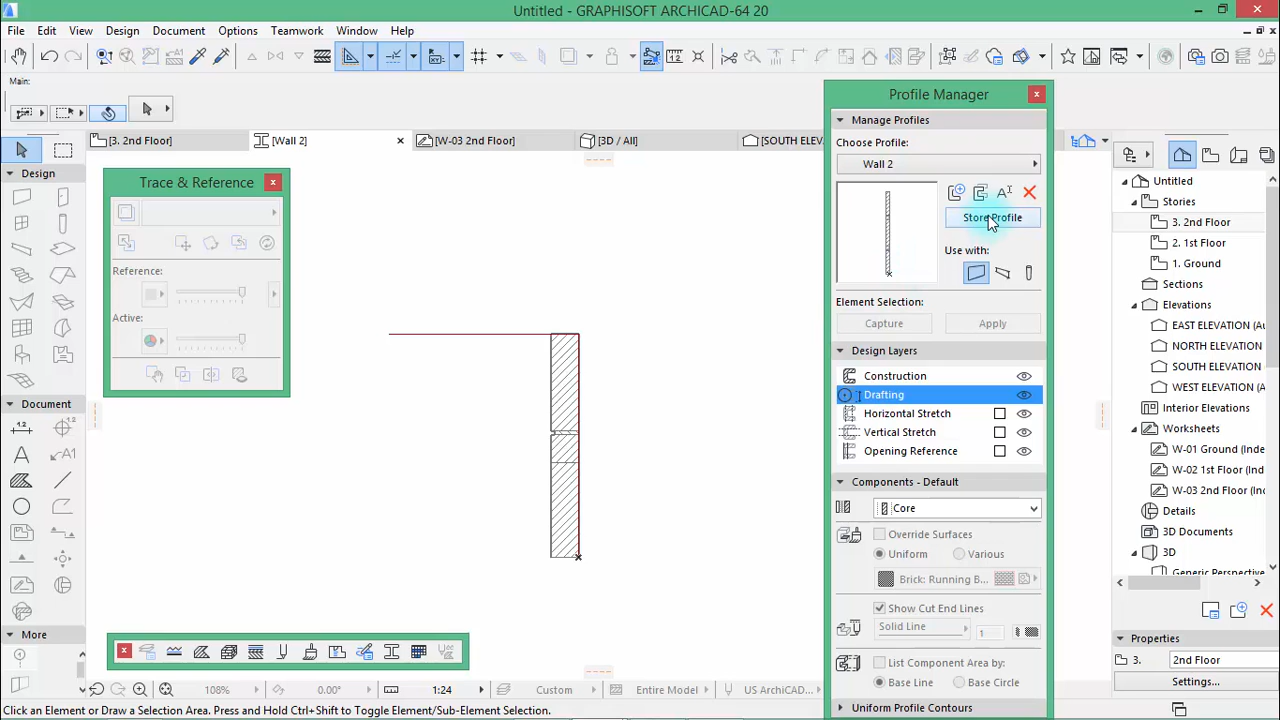 Untitled - GRAPHISOFT ARCHICAD-64 20
File Edit View Design Document Options Teamwork Window Help
Main:
[3. 2nd Floor]
[Wall 2]
[W-03 2nd Floor]
[3D / All]
[SOUTH ELEV
Design
Document
More
Trace & Reference
Reference:
Active:
Profile Manager
Manage Profiles
Choose Profile:
Wall 2
Store Profile
Use with:
Element Selection:
Capture
Apply
Design Layers
Construction
Drafting
Horizontal Stretch
Vertical Stretch
Opening Reference
Components - Default
Core
Override Surfaces
Uniform
Various
Brick: Running B...
Show Cut End Lines
Solid Line
1
List Component Area by:
Base Line
Base Circle
Uniform Profile Contours
Untitled
Stories
3. 2nd Floor
2. 1st Floor
1. Ground
Sections
Elevations
EAST ELEVATION (Au
NORTH ELEVATION
SOUTH ELEVATION
WEST ELEVATION (A
Interior Elevations
Worksheets
W-01 Ground (Ind
W-02 1st Floor (Ind
W-03 2nd Floor (In
Details
3D Documents
3D
Generic Perspective
Properties
3.
2nd Floor
Settings...
108%
0.00°
1:24
Custom
Entire Model
US ArchiCAD...
Click an Element or Draw a Selection Area. Press and Hold Ctrl+Shift to Toggle Element/Sub-Element Selection.